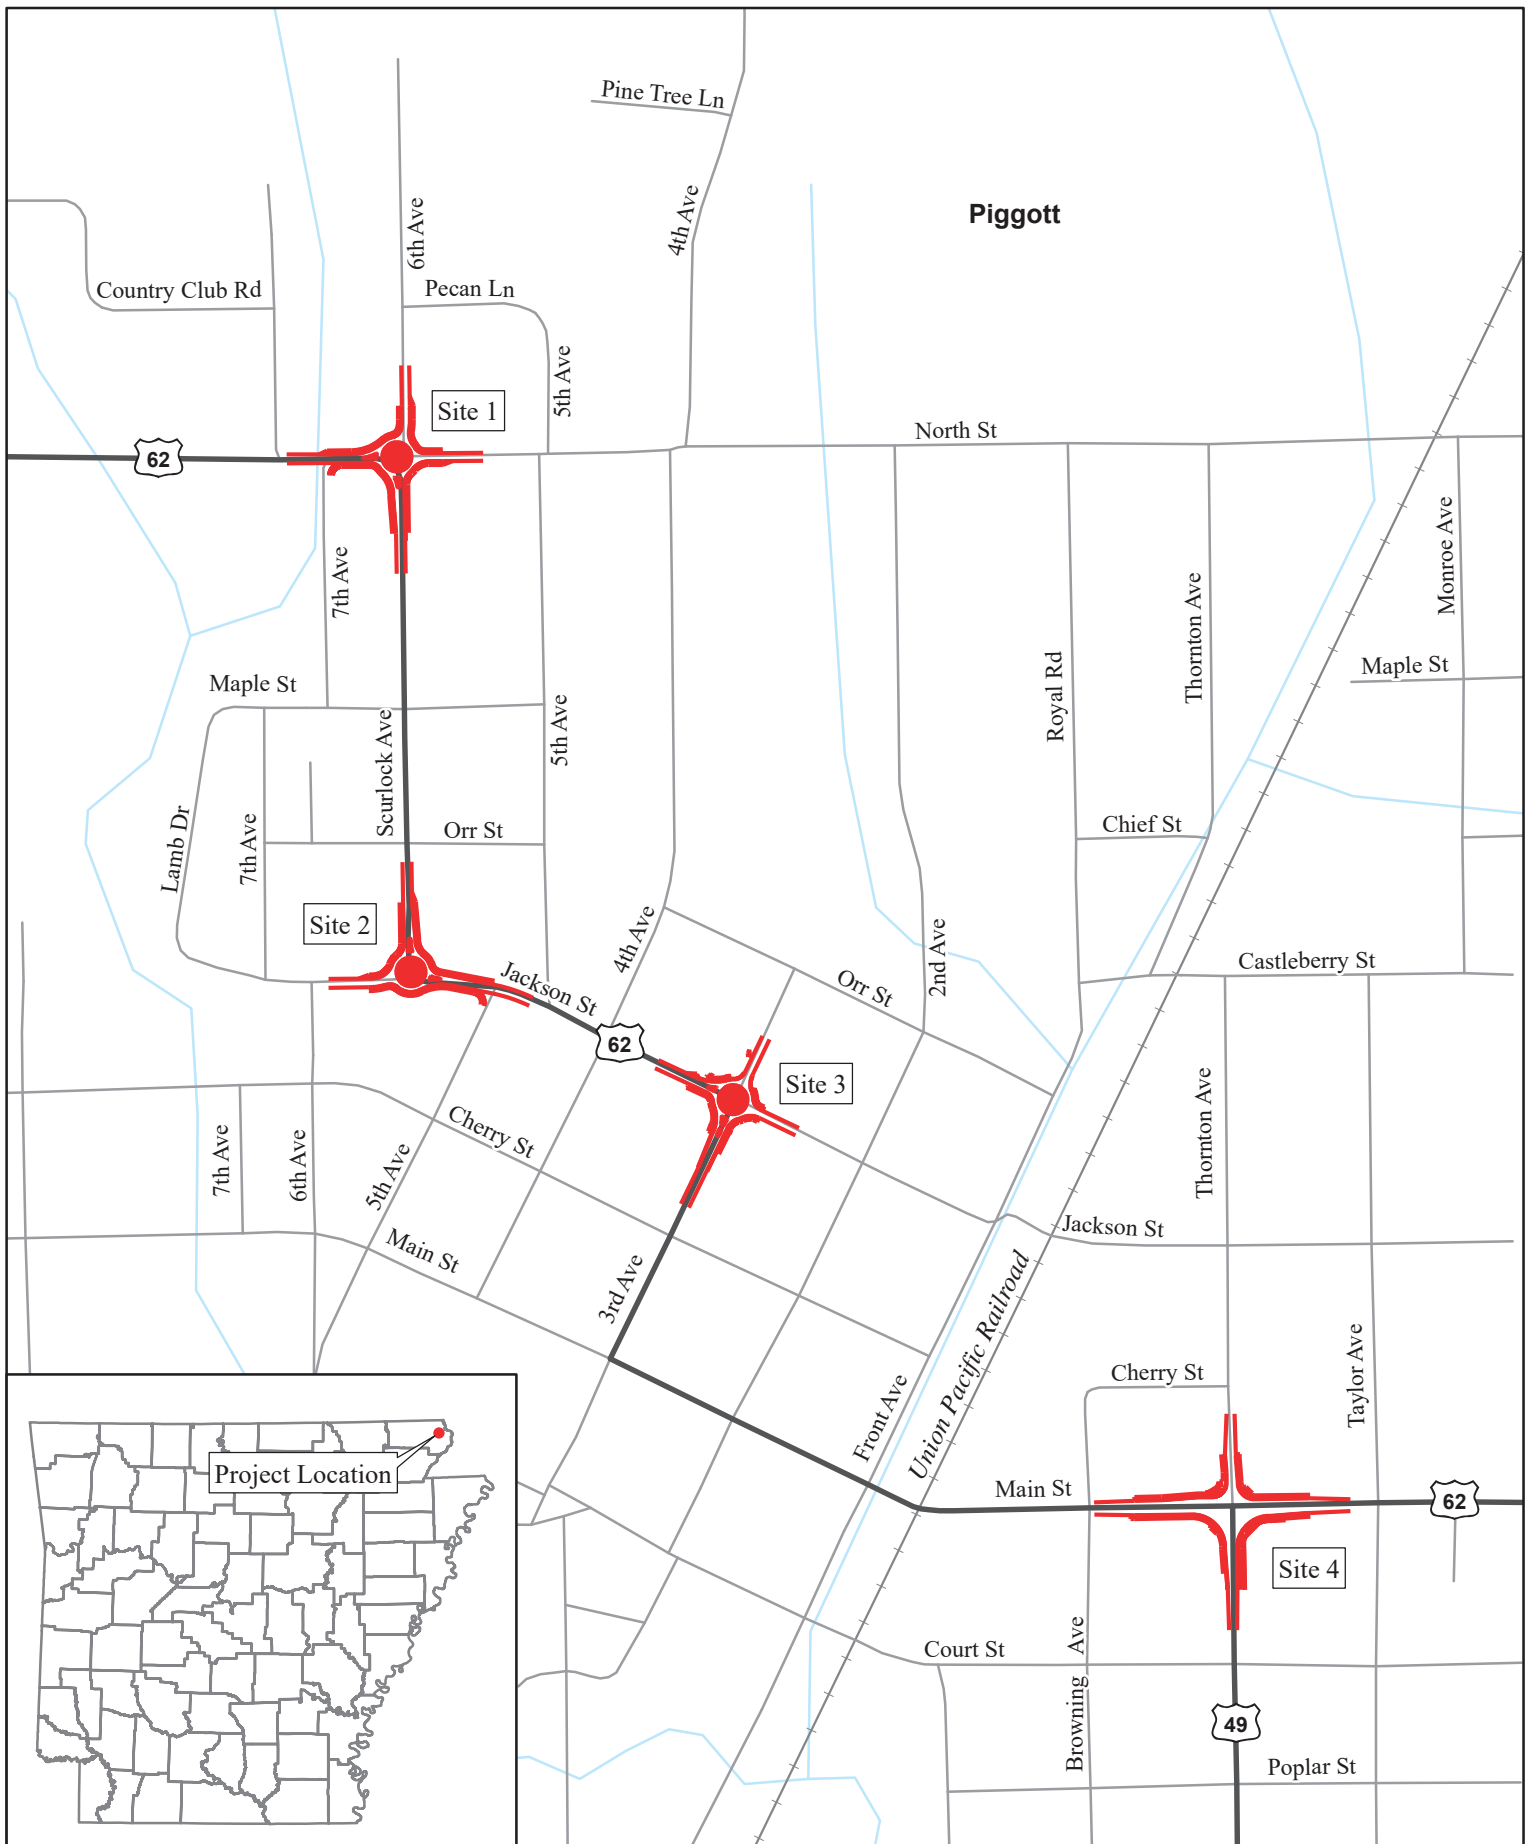 Pine Tree Ln
4th Ave
Piggott
6th Ave
Country Club Rd
Pecan Ln
5th Ave
Site 1
North St
62
7th Ave
Monroe Ave
Thornton Ave
Royal Rd
Maple St
Maple St
Scurlock Ave
5th Ave
Lamb Dr
7th Ave
Orr St
Chief St
Site 2
4th Ave
2nd Ave
Orr St
Castleberry St
Jackson St
62
Site 3
Cherry St
7th Ave
6th Ave
5th Ave
Thornton Ave
Main St
Jackson St
3rd Ave
Union Pacific Railroad
Front Ave
Cherry St
Taylor Ave
Project Location
Main St
62
Site 4
Court St
Browning Ave
49
Poplar St